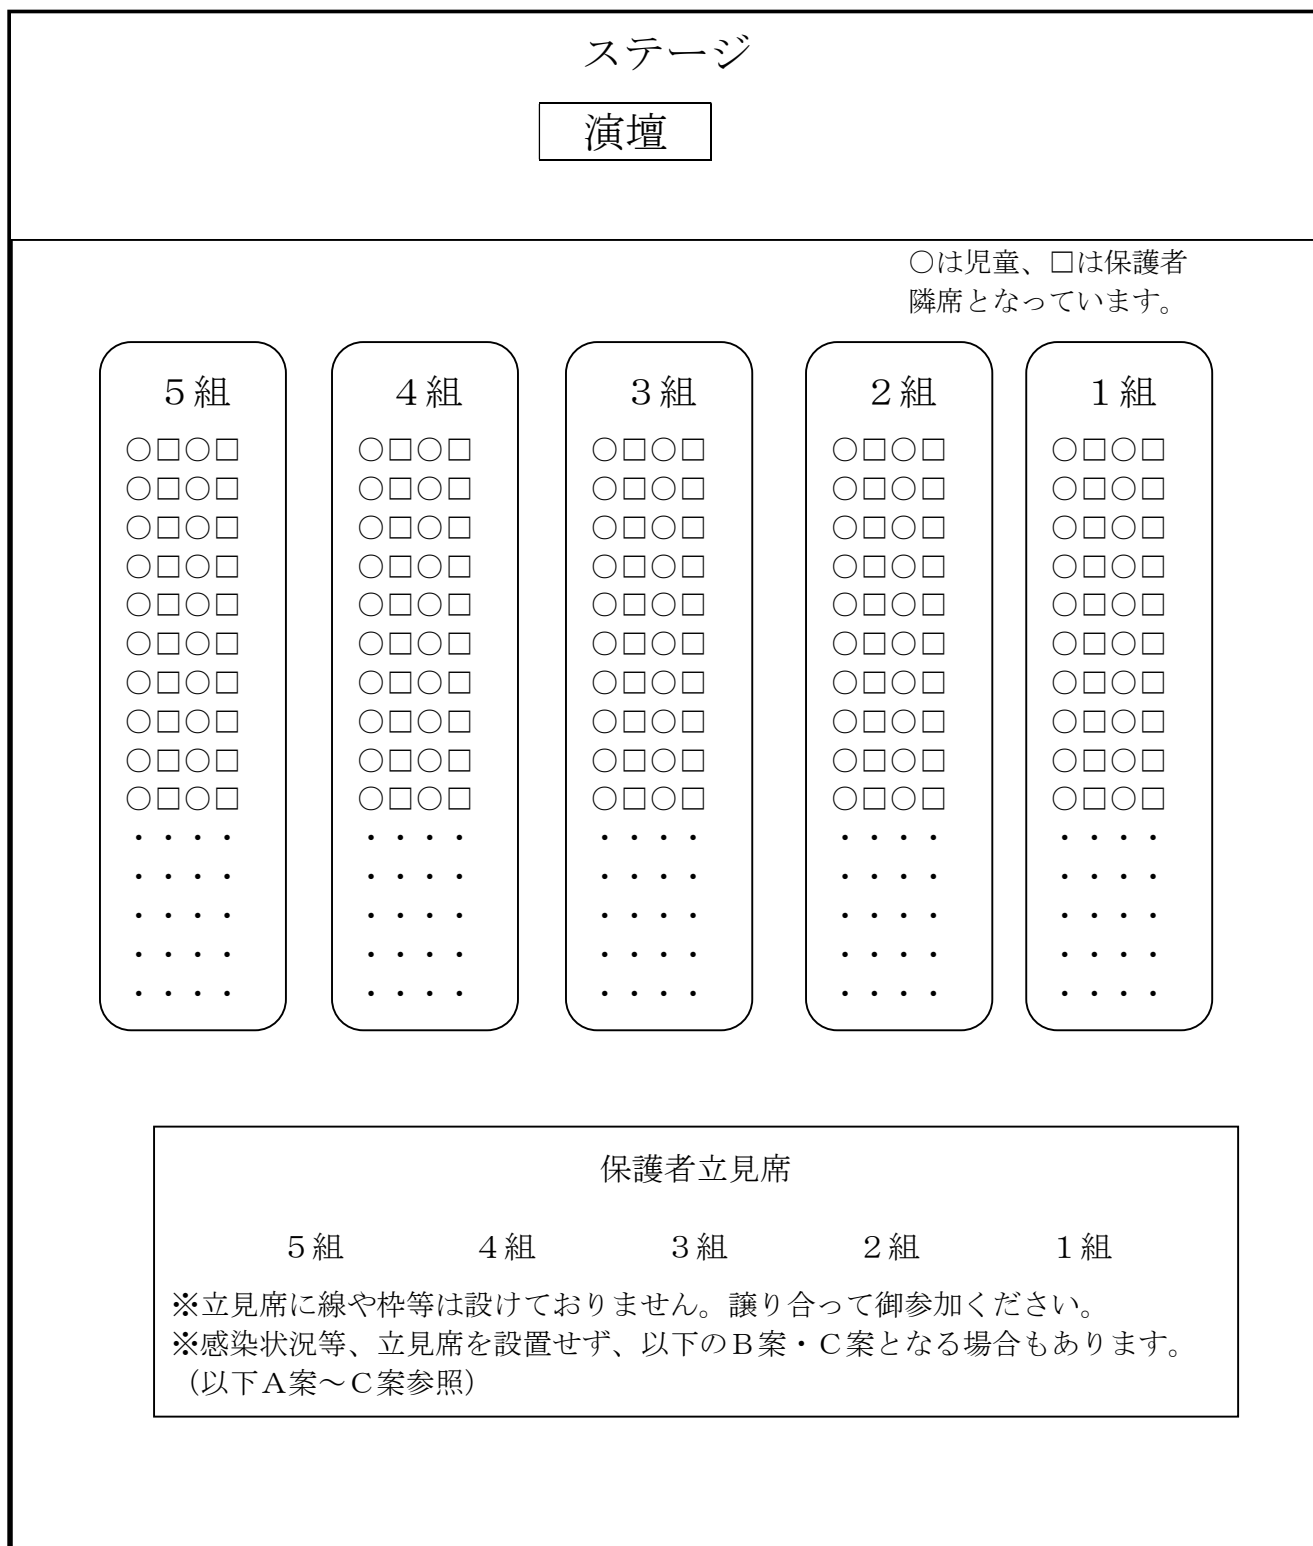 ステージ
演壇
○は児童、□は保護者
隣席となっています。
５組 ４組 ３組 ２組 １組
○□○□ ○□○□ ○□○□ ○□○□ ○□○□
○□○□ ○□○□ ○□○□ ○□○□ ○□○□
○□○□ ○□○□ ○□○□ ○□○□ ○□○□
○□○□ ○□○□ ○□○□ ○□○□ ○□○□
○□○□ ○□○□ ○□○□ ○□○□ ○□○□
○□○□ ○□○□ ○□○□ ○□○□ ○□○□
○□○□ ○□○□ ○□○□ ○□○□ ○□○□
○□○□ ○□○□ ○□○□ ○□○□ ○□○□
○□○□ ○□○□ ○□○□ ○□○□ ○□○□
○□○□ ○□○□ ○□○□ ○□○□ ○□○□
・・・・ ・・・・ ・・・・ ・・・・ ・・・・
・・・・ ・・・・ ・・・・ ・・・・ ・・・・
・・・・ ・・・・ ・・・・ ・・・・ ・・・・
・・・・ ・・・・ ・・・・ ・・・・ ・・・・
・・・・ ・・・・ ・・・・ ・・・・ ・・・・
保護者立見席
５組 ４組 ３組 ２組 １組
※立見席に線や枠等は設けておりません。譲り合って御参加ください。
※感染状況等、立見席を設置せず、以下のＢ案・Ｃ案となる場合もあります。
（以下Ａ案～Ｃ案参照）